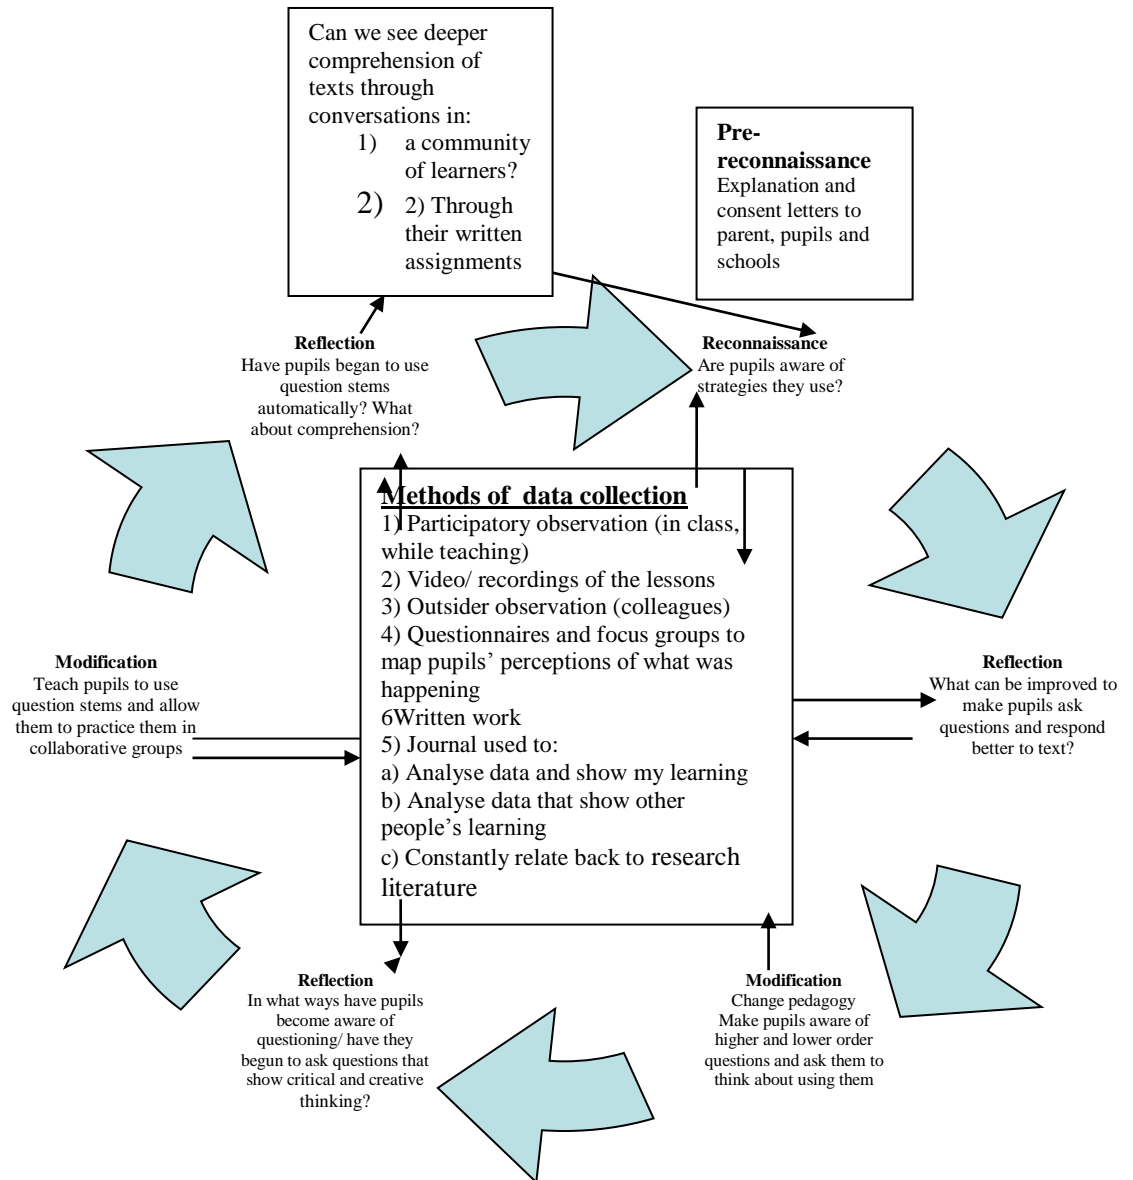 Can we see deeper
comprehension of
texts through
conversations in:
1) a community
of learners?
2) 2) Through
their written
assignments
Pre-
reconnaissance
Explanation and
consent letters to
parent, pupils and
schools
Reflection
Have pupils began to use
question stems
automatically? What
about comprehension?
Reconnaissance
Are pupils aware of
strategies they use?
Methods of data collection
1) Participatory observation (in class,
while teaching)
2) Video/ recordings of the lessons
3) Outsider observation (colleagues)
4) Questionnaires and focus groups to
map pupils’ perceptions of what was
happening
6Written work
5) Journal used to:
a) Analyse data and show my learning
b) Analyse data that show other
people’s learning
c) Constantly relate back to research
literature
Modification
Teach pupils to use
question stems and allow
them to practice them in
collaborative groups
Reflection
What can be improved to
make pupils ask
questions and respond
better to text?
Reflection
In what ways have pupils
become aware of
questioning/ have they
begun to ask questions that
show critical and creative
thinking?
Modification
Change pedagogy
Make pupils aware of
higher and lower order
questions and ask them to
think about using them